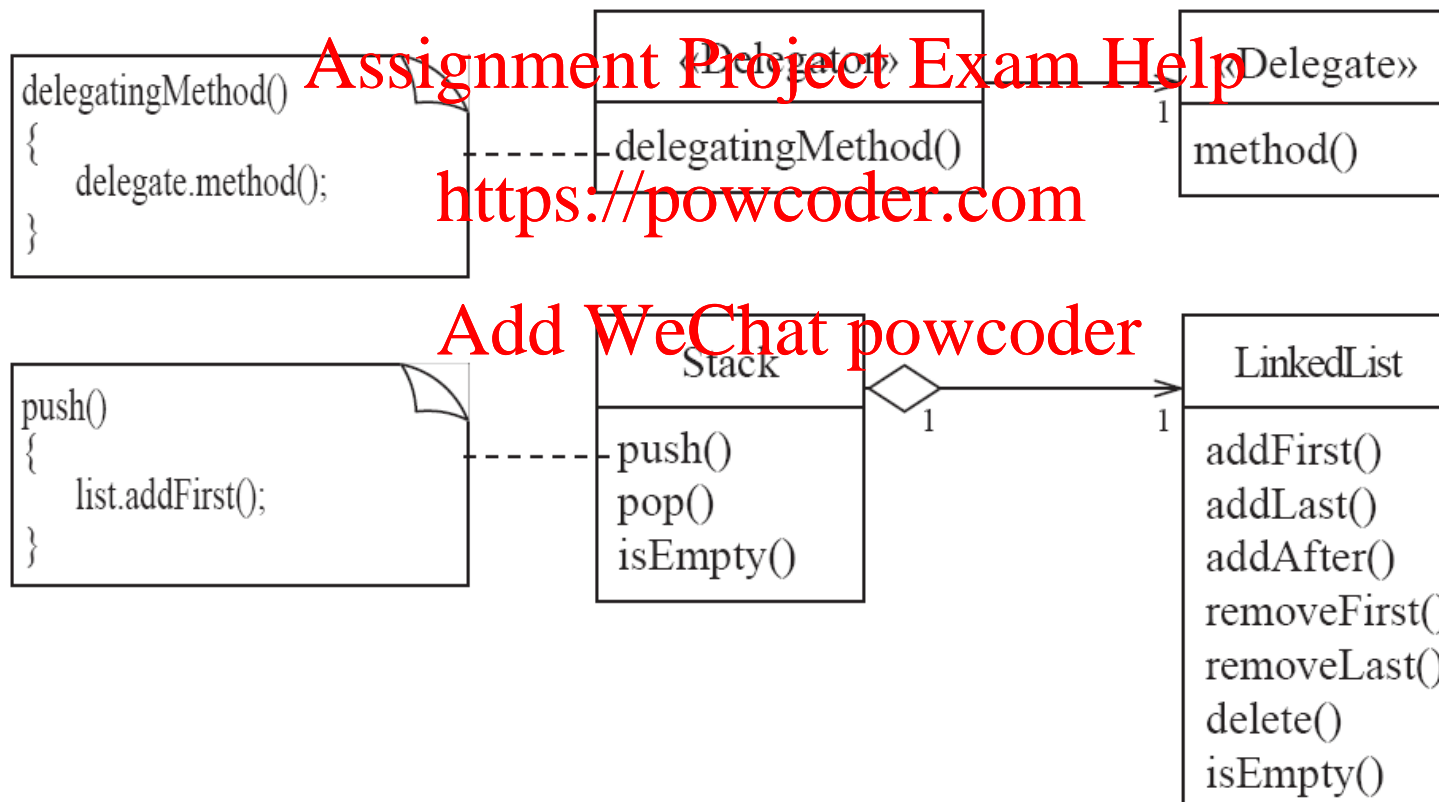 Assignment Project Exam Help
«Delegator»
«Delegate»
delegatingMethod()
{
delegate.method();
}
delegatingMethod()
1
method()
https://powcoder.com
Add WeChat powcoder
Stack
LinkedList
push()
{
list.addFirst();
}
1
1
push()
pop()
isEmpty()
addFirst()
addLast()
addAfter()
removeFirst()
removeLast()
delete()
isEmpty()